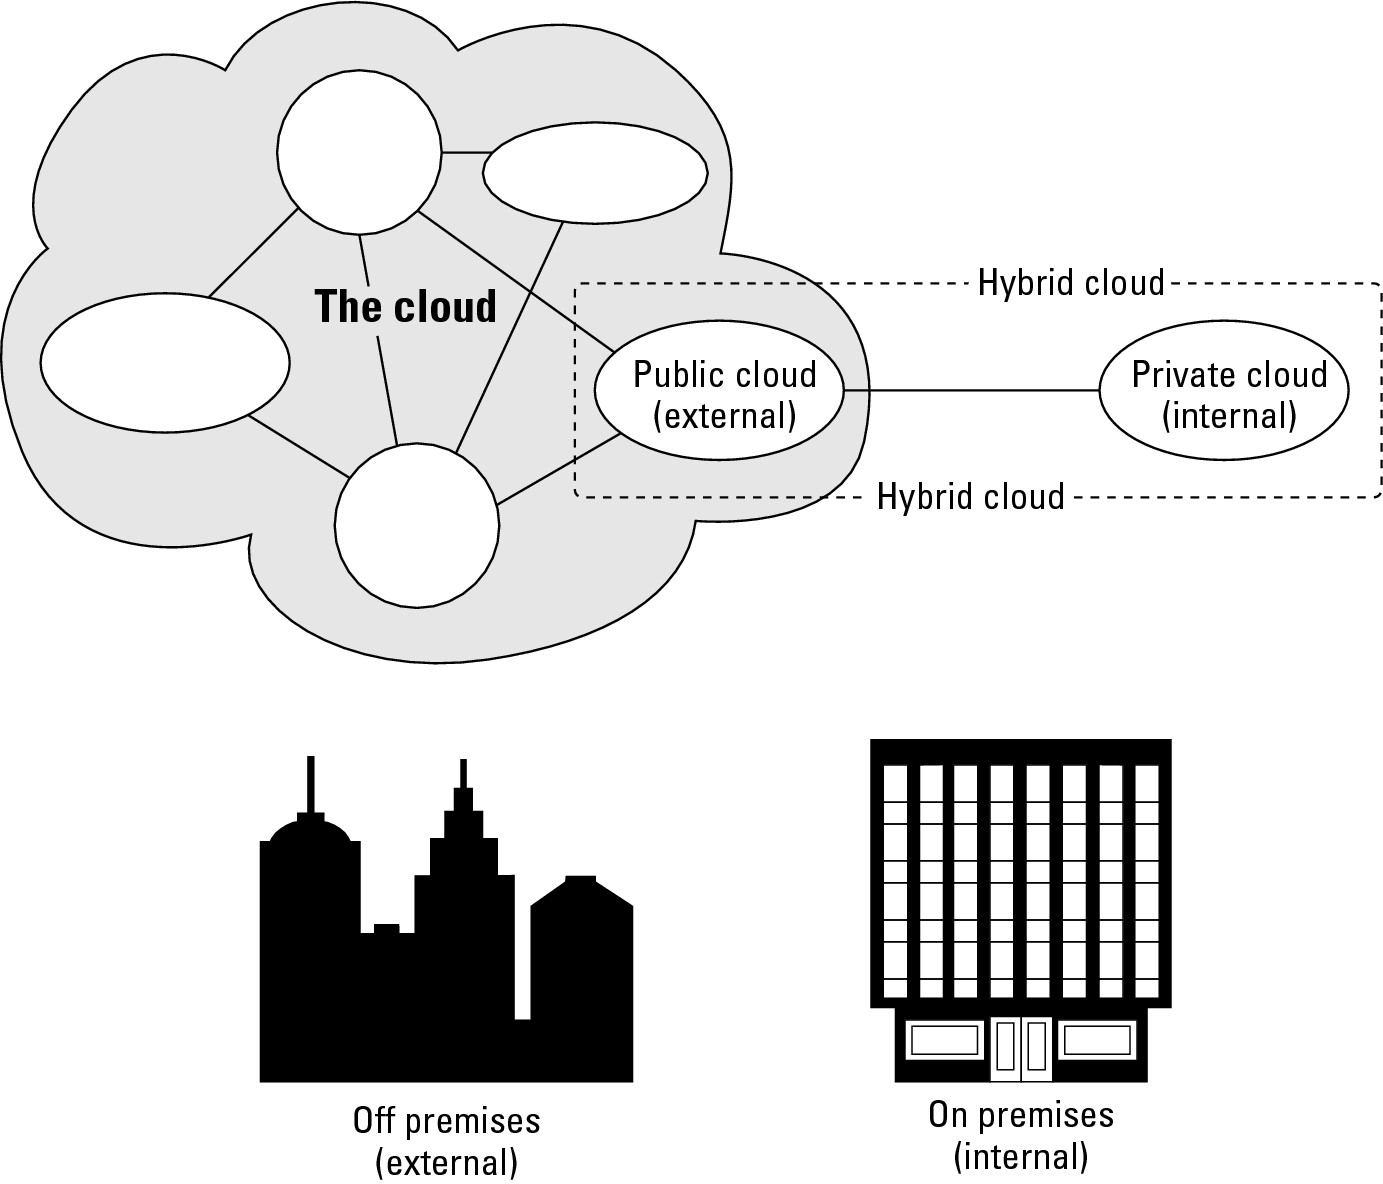 Hybrid cloud
The cloud
Public cloud
(external)
Private cloud
(internal)
Hybrid cloud
Off premises
(external)
On premises
(internal)